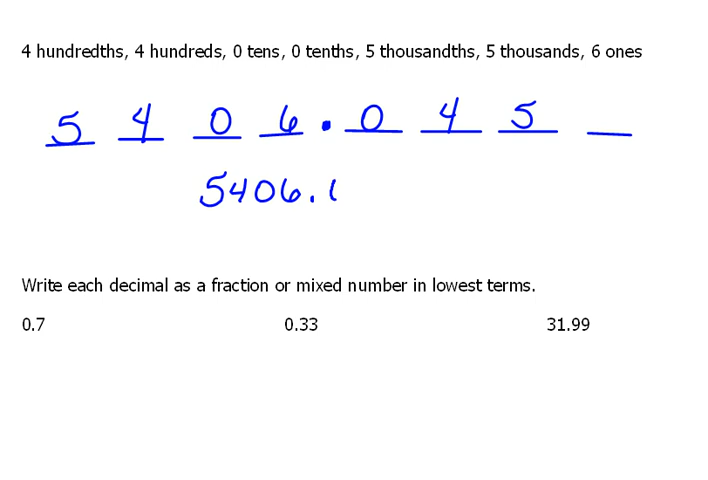 4 hundredths, 4 hundreds, 0 tens, 0 tenths, 5 thousandths, 5 thousands, 6 ones
5 4 0 6 . 0 4 5
5406. (
Write each decimal as a fraction or mixed number in lowest terms.
0.7 0.33 31.99